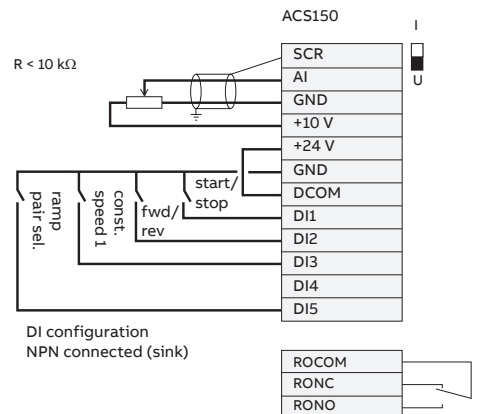 ACS150
I
U
R < 10 kΩ
SCR
AI
GND
+10 V
+24 V
GND
DCOM
DI1
DI2
DI3
DI4
DI5
ramp
pair sel.
const.
speed 1
fwd/
rev
start/
stop
DI configuration
NPN connected (sink)
ROCOM
RONC
RONO